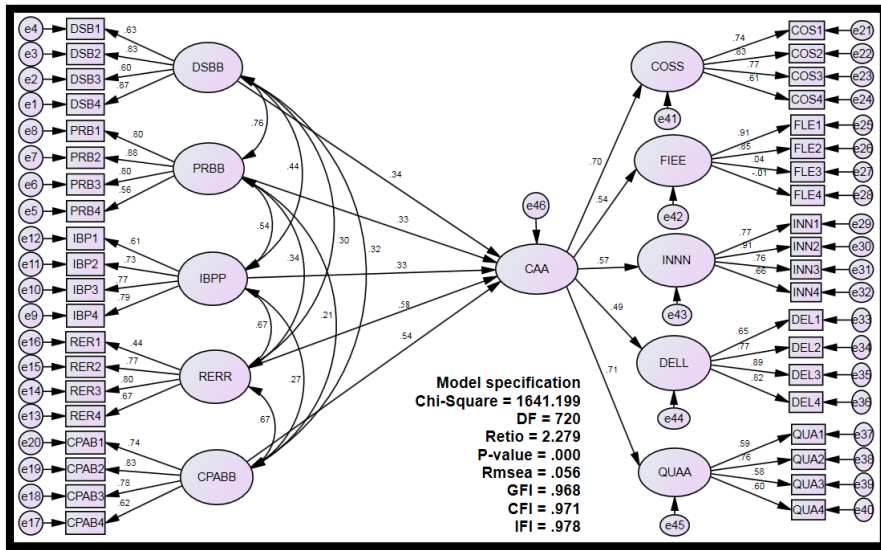 e4 DSB1 .63
e3 DSB2 .83
e2 DSB3 .60
e1 DSB4 .87
DSBB
e8 PRB1 .80
e7 PRB2 .88
e6 PRB3 .80
e5 PRB4 .56
PRBB
e12 IBP1 .61
e11 IBP2 .73
e10 IBP3 .77
e9 IBP4 .79
IBPP
e16 RER1 .44
e15 RER2 .77
e14 RER3 .80
e13 RER4 .67
RERR
e20 CPAB1 .74
e19 CPAB2 .83
e18 CPAB3 .78
e17 CPAB4 .62
CPABB
.76
.44
.54
.30
.32
.34
.21
.67
.27
.67
.34
.33
.33
.58
.54
e46
CAA
.70
.54
.57
.49
.71
COSS
e41
.74 COS1 e21
.83 COS2 e22
.77 COS3 e23
.61 COS4 e24
FIEE
e42
.91 FLE1 e25
.85 FLE2 e26
.04 FLE3 e27
-.01 FLE4 e28
INNN
e43
.77 INN1 e29
.91 INN2 e30
.76 INN3 e31
.66 INN4 e32
DELL
e44
.65 DEL1 e33
.77 DEL2 e34
.89 DEL3 e35
.82 DEL4 e36
QUAA
e45
.59 QUA1 e37
.76 QUA2 e38
.58 QUA3 e39
.60 QUA4 e40
Model specification
Chi-Square = 1641.199
DF = 720
Retio = 2.279
P-value = .000
Rmsea = .056
GFI = .968
CFI = .971
IFI = .978